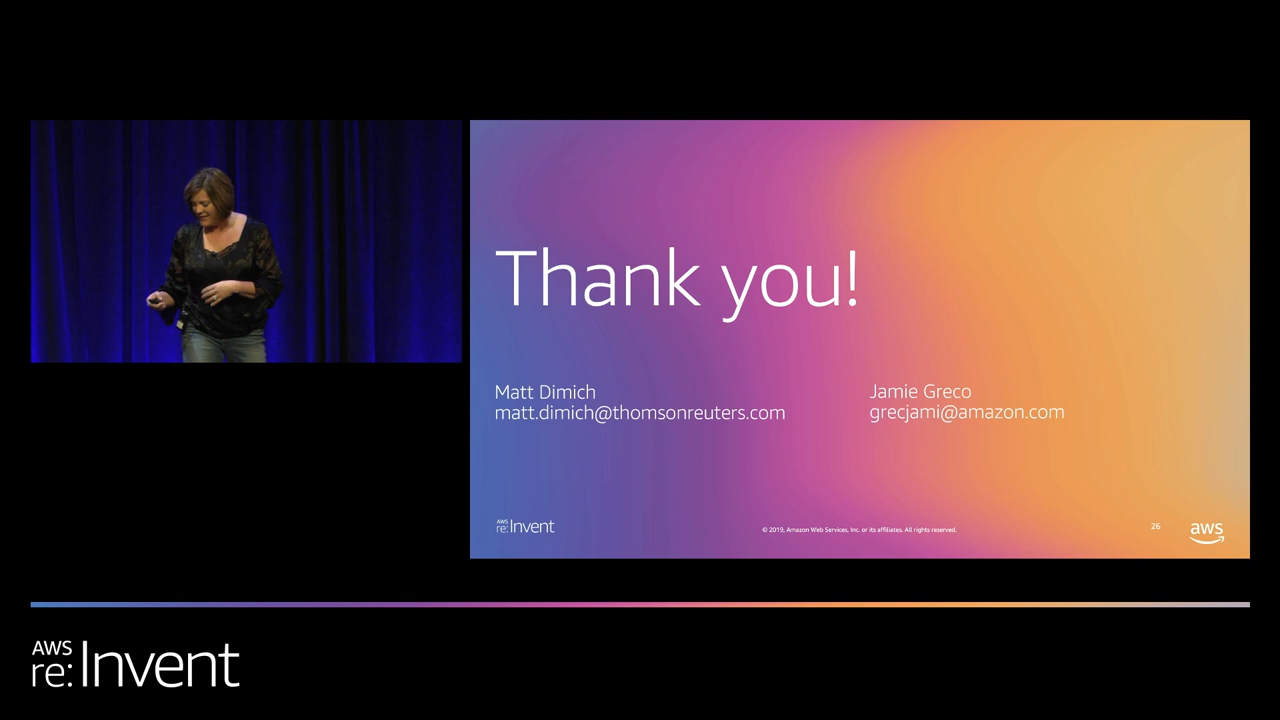 Thank you!
Matt Dimich
matt.dimich@thomsonreuters.com
Jamie Greco
grecjami@amazon.com
AWS
re:Invent
© 2019, Amazon Web Services, Inc. or its affiliates. All rights reserved.
26
aws
AWS
re:Invent